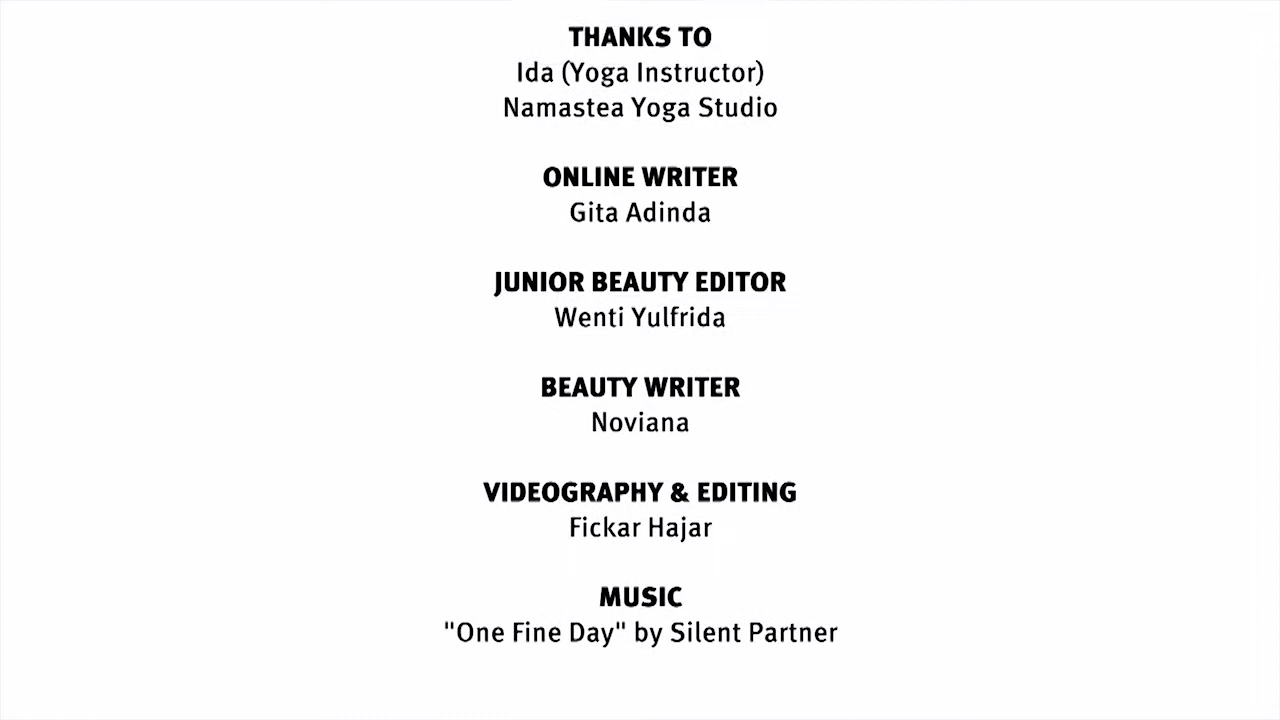 THANKS TO
Ida (Yoga Instructor)
Namastea Yoga Studio
ONLINE WRITER
Gita Adinda
JUNIOR BEAUTY EDITOR
Wenti Yulfrida
BEAUTY WRITER
Noviana
VIDEOGRAPHY & EDITING
Fickar Hajar
MUSIC
"One Fine Day" by Silent Partner